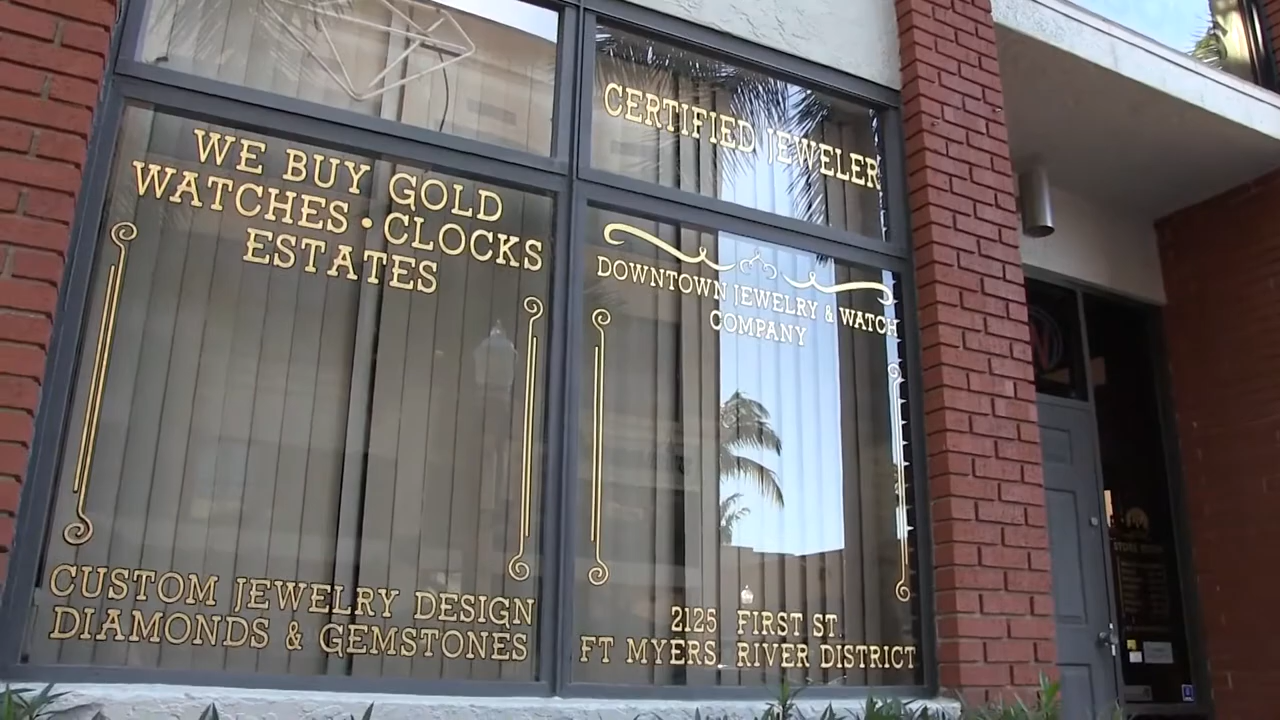 WE BUY GOLD
WATCHES • CLOCKS
ESTATES
CUSTOM JEWELRY DESIGN
DIAMONDS & GEMSTONES
CERTIFIED JEWELER
DOWNTOWN JEWELRY & WATCH
COMPANY
2125 FIRST ST.
FT MYERS, RIVER DISTRICT